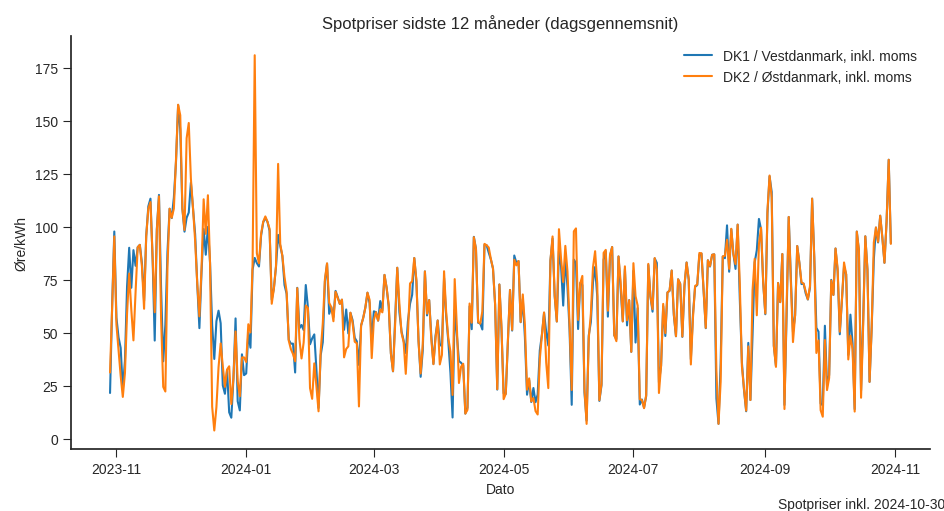 Spotpriser sidste 12 måneder (dagsgennemsnit)
DK1 / Vestdanmark, inkl. moms
DK2 / Østdanmark, inkl. moms
Øre/kWh
175
150
125
100
75
50
25
0
2023-11 2024-01 2024-03 2024-05 2024-07 2024-09 2024-11
Dato
Spotpriser inkl. 2024-10-30